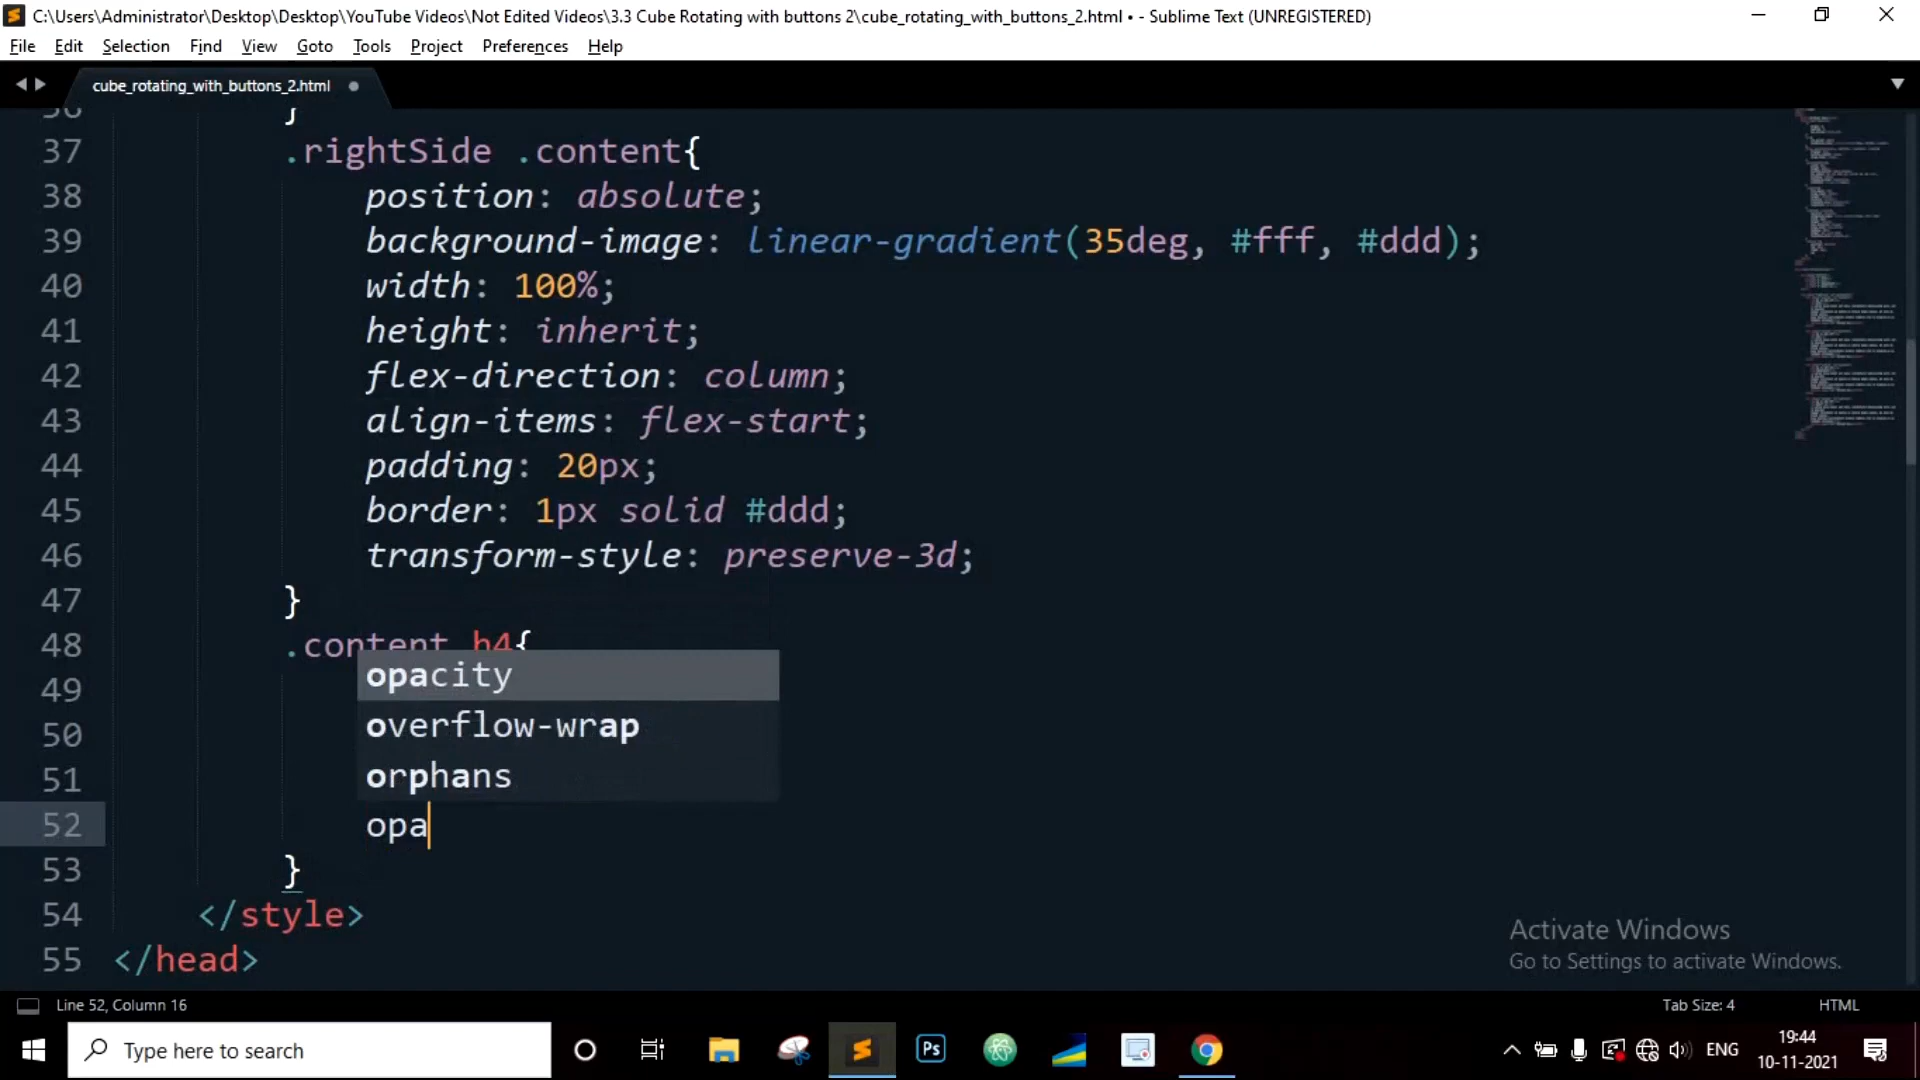 C:\Users\Administrator\Desktop\Desktop\YouTube Videos\Not Edited Videos\3.3 Cube Rotating with buttons 2\cube_rotating_with_buttons_2.html • - Sublime Text (UNREGISTERED)
File Edit Selection Find View Goto Tools Project Preferences Help
cube_rotating_with_buttons_2.html
36 }
37 .rightSide .content{
38 position: absolute;
39 background-image: linear-gradient(35deg, #fff, #ddd);
40 width: 100%;
41 height: inherit;
42 flex-direction: column;
43 align-items: flex-start;
44 padding: 20px;
45 border: 1px solid #ddd;
46 transform-style: preserve-3d;
47 }
48 .content h4{
49 opacity
50 overflow-wrap
51 orphans
52 opa
53 }
54 </style>
55 </head>
Activate Windows
Go to Settings to activate Windows.
Line 52, Column 16 Tab Size: 4 HTML
Type here to search Ps ENG 19:44
10-11-2021